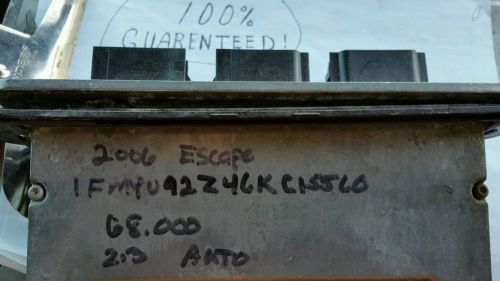 100%
GUARENTEED!
2006 Escape
1FMYU92Z46KC15560
68.000
2.3 AUTO